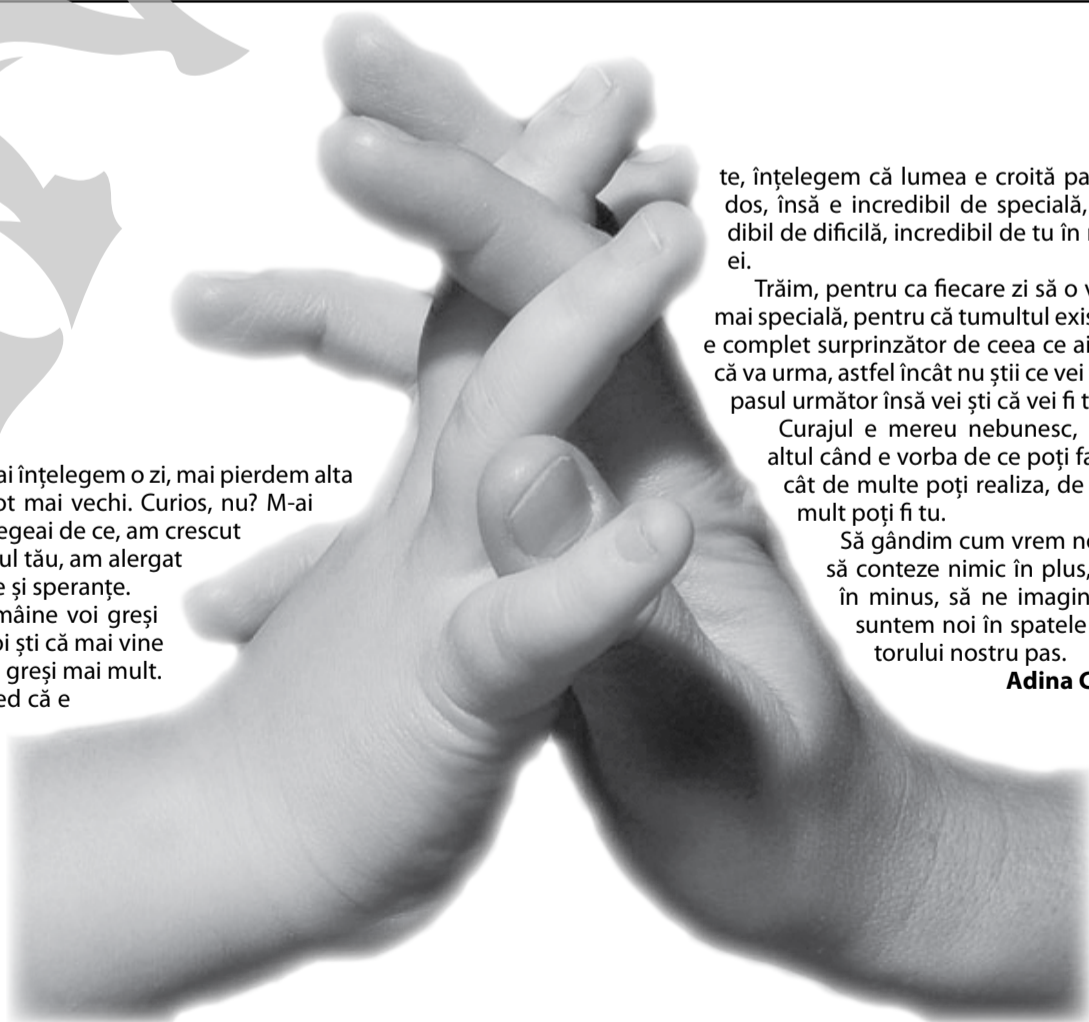 ai înțelegem o zi, mai pierdem alta
ot mai vechi. Curios, nu? M-ai
egeai de ce, am crescut
ul tău, am alergat
e și speranțe.
mâine voi greși
oi ști că mai vine
greși mai mult.
ed că e
te, înțelegem că lumea e croită pa
dos, însă e incredibil de specială,
dibil de dificilă, incredibil de tu în
ei.
Trăim, pentru ca fiecare zi să o v
mai specială, pentru că tumultul exis
e complet surprinzător de ceea ce ai
că va urma, astfel încât nu știi ce vei
pasul următor însă vei ști că vei fi t
Curajul e mereu nebunesc,
altul când e vorba de ce poți fa
cât de multe poți realiza, de
mult poți fi tu.
Să gândim cum vrem no
să conteze nimic în plus,
în minus, să ne imagin
suntem noi în spatele
torului nostru pas.
Adina C